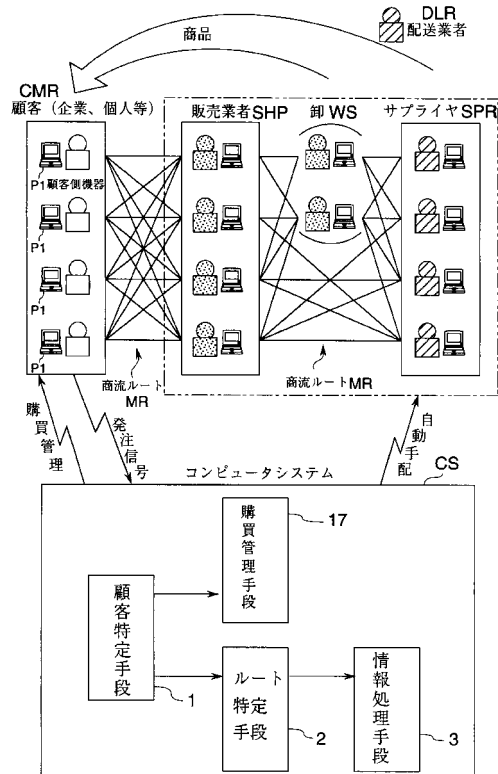 DLR
配送業者
商品
CMR
顧客（企業、個人等）
販売業者SHP
卸WS
サプライヤSPR
P1顧客側機器
P1
P1
P1
商流ルート
MR
商流ルートMR
購買管理
発注信号
自動手配
コンピュータシステム
CS
購買管理手段
17
顧客特定手段
1
ルート
特定
手段
2
情報処理手段
3